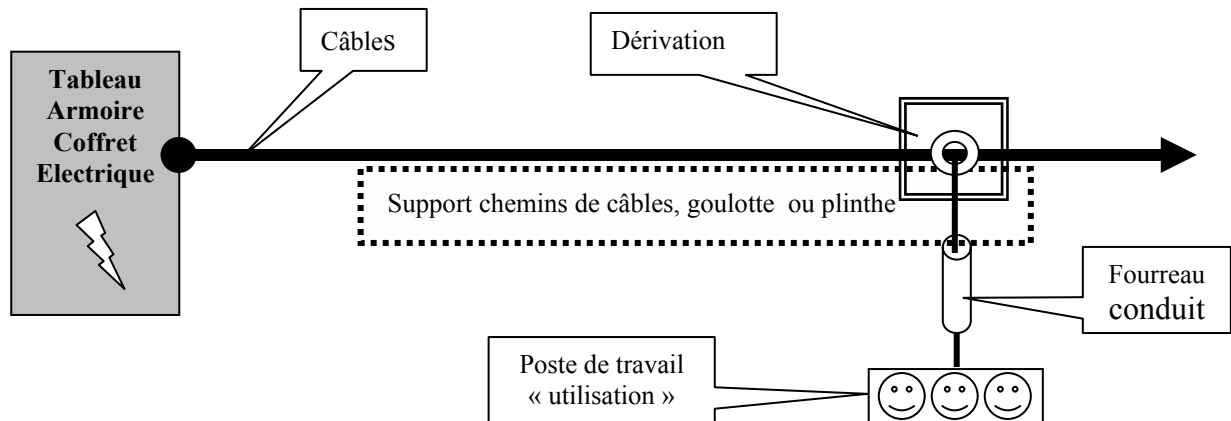 Câbles
Dérivation
Tableau
Armoire
Coffret
Electrique
Support chemins de câbles, goulotte ou plinthe
Fourreau
conduit
Poste de travail
« utilisation »